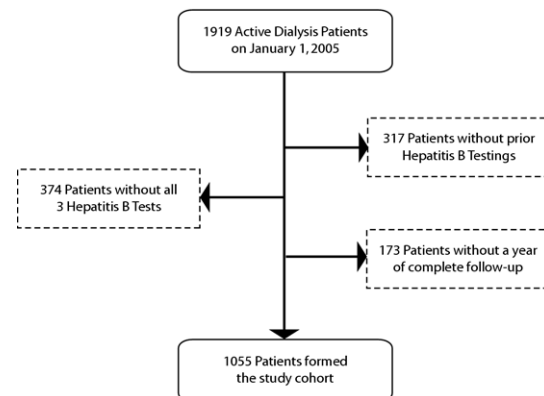 1919 Active Dialysis Patients
on January 1, 2005
317 Patients without prior
Hepatitis B Testings
374 Patients without all
3 Hepatitis B Tests
173 Patients without a year
of complete follow-up
1055 Patients formed
the study cohort